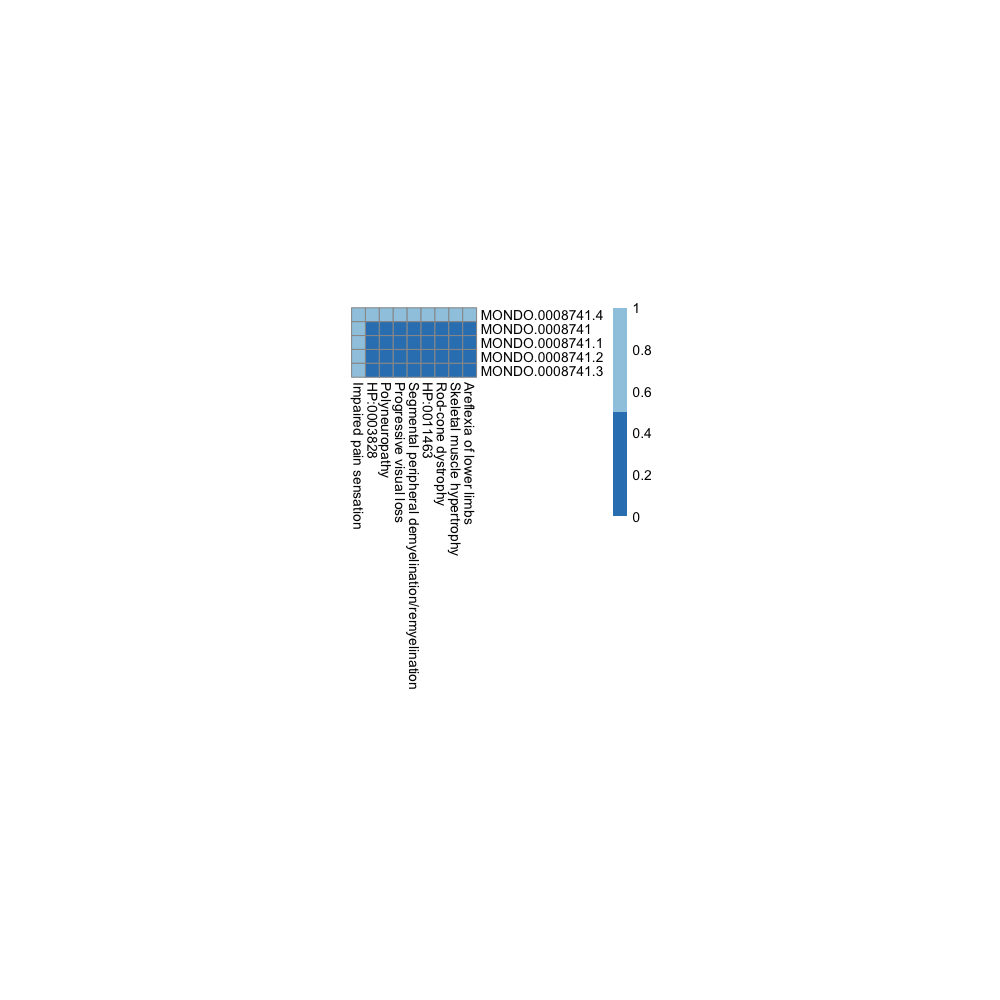 MONDO.0008741.4
MONDO.0008741
MONDO.0008741.1
MONDO.0008741.2
MONDO.0008741.3
Impaired pain sensation
HP:0003828
Polyneuropathy
Progressive visual loss
Segmental peripheral demyelination/remyelination
HP:0011463
Rod-cone dystrophy
Skeletal muscle hypertrophy
Areflexia of lower limbs
1
0.8
0.6
0.4
0.2
0